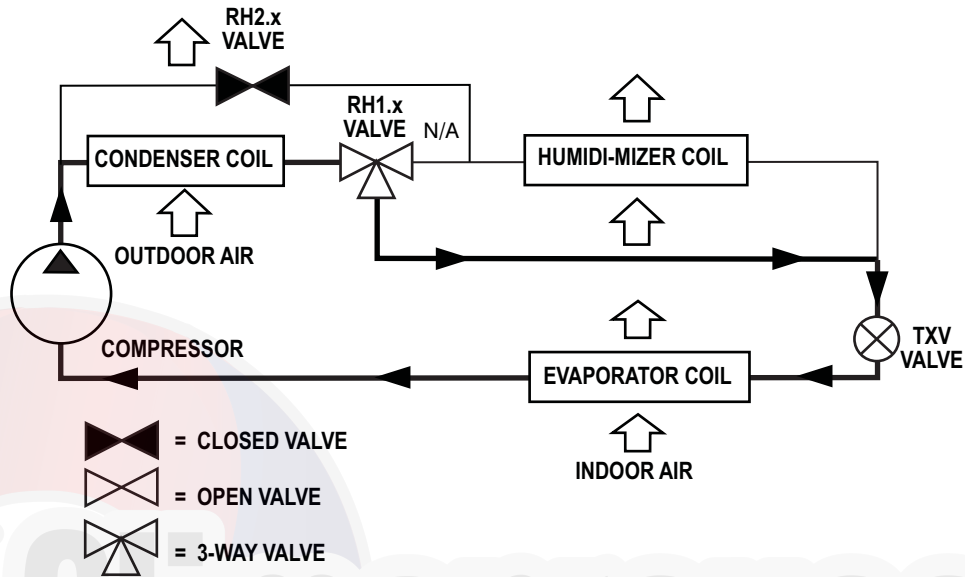 RH2.x
VALVE
RH1.x
VALVE
N/A
CONDENSER COIL
HUMIDI-MIZER COIL
OUTDOOR AIR
COMPRESSOR
TXV
VALVE
EVAPORATOR COIL
INDOOR AIR
= CLOSED VALVE
= OPEN VALVE
= 3-WAY VALVE